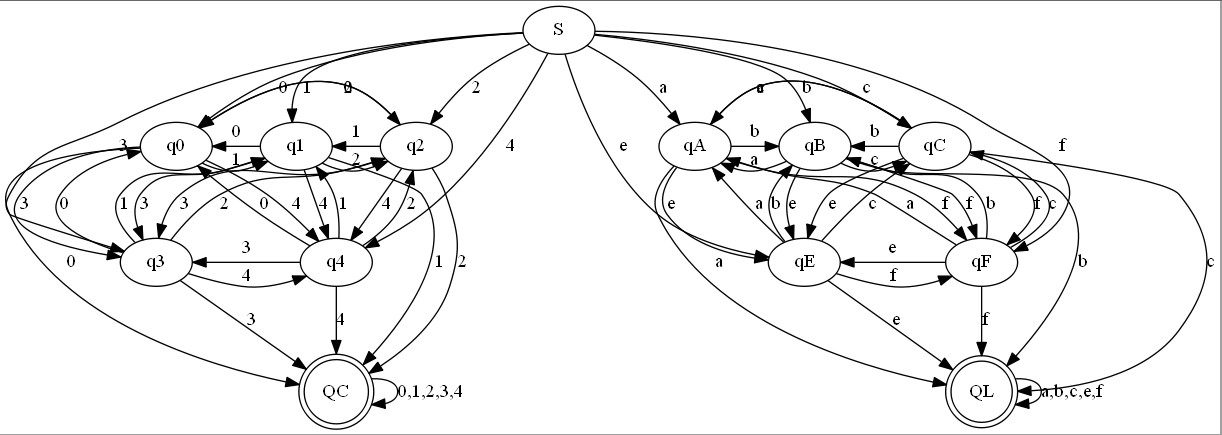 S
0 1 0 2 2 a a c b c
3 q0 0 q1 1 q2 4 e qA b qB b qC f
1 2 a c
3 0 1 3 3 2 0 4 4 1 4 2 e a b e e c a f f b f c
0 q3 3 q4 1 2 a qE e qF b c
4 f
3 4 e f
QC 0,1,2,3,4 QL a,b,c,e,f